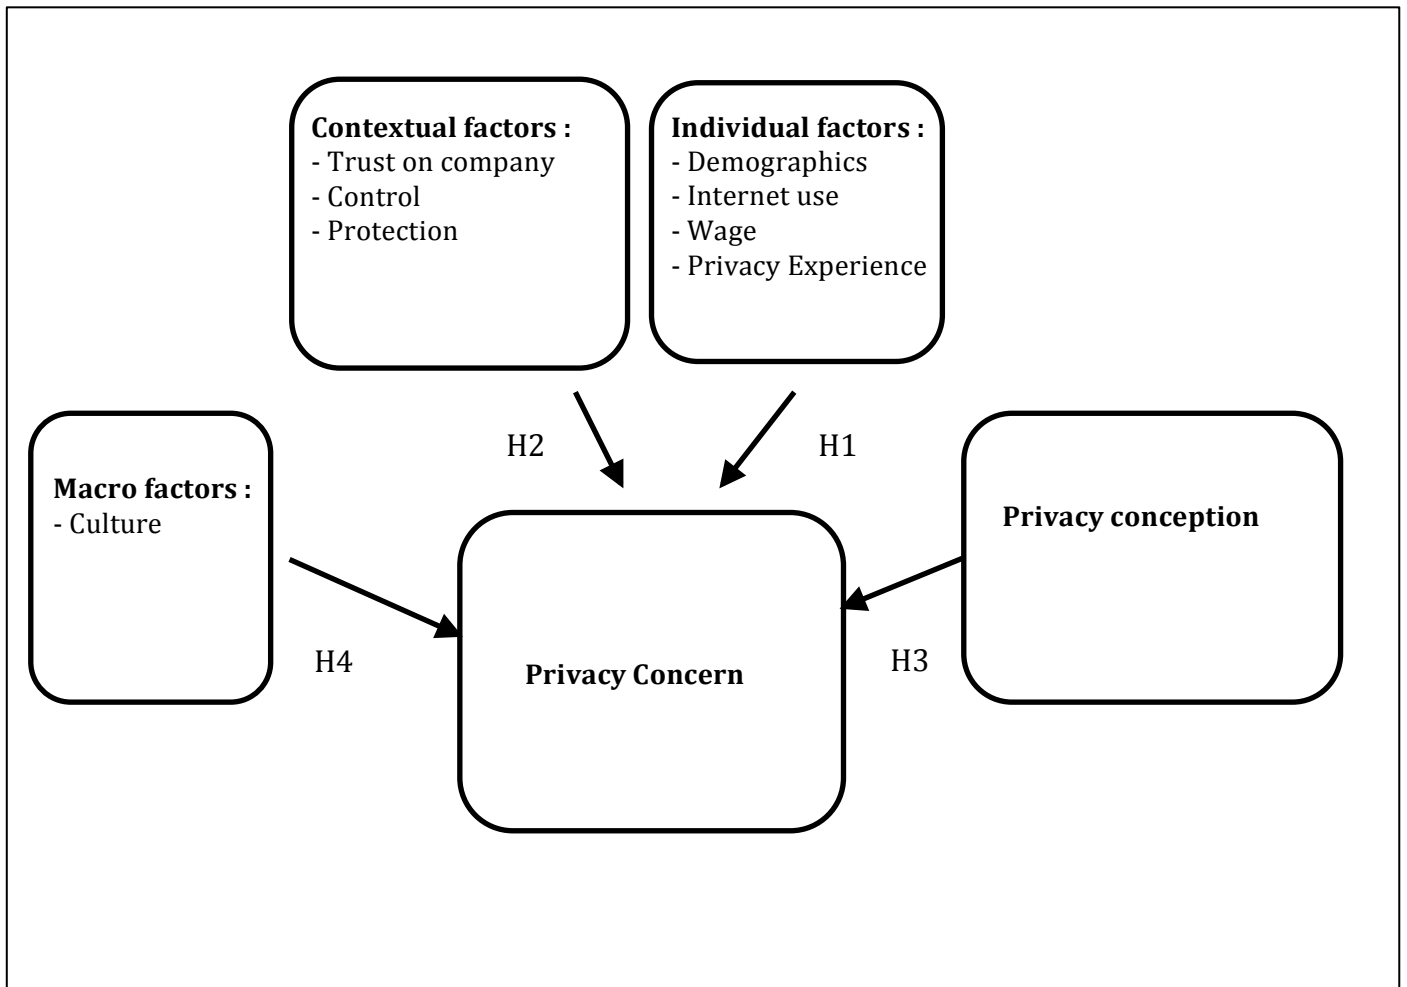 Contextual factors :
- Trust on company
- Control
- Protection
Individual factors :
- Demographics
- Internet use
- Wage
- Privacy Experience
H2
H1
Macro factors :
- Culture
Privacy conception
H4
Privacy Concern
H3